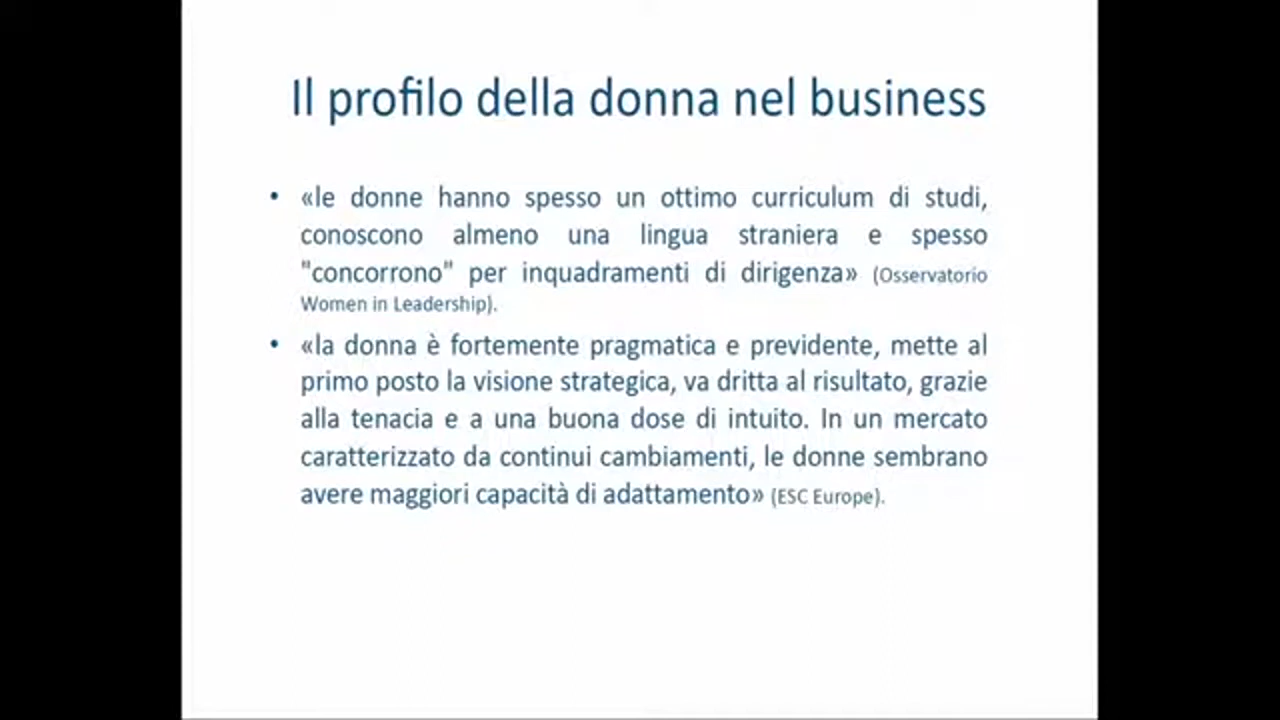 Il profilo della donna nel business
• «le donne hanno spesso un ottimo curriculum di studi,
conoscono almeno una lingua straniera e spesso
"concorrono" per inquadramenti di dirigenza» (Osservatorio
Women in Leadership).
• «la donna è fortemente pragmatica e previdente, mette al
primo posto la visione strategica, va dritta al risultato, grazie
alla tenacia e a una buona dose di intuito. In un mercato
caratterizzato da continui cambiamenti, le donne sembrano
avere maggiori capacità di adattamento» (ESC Europe).